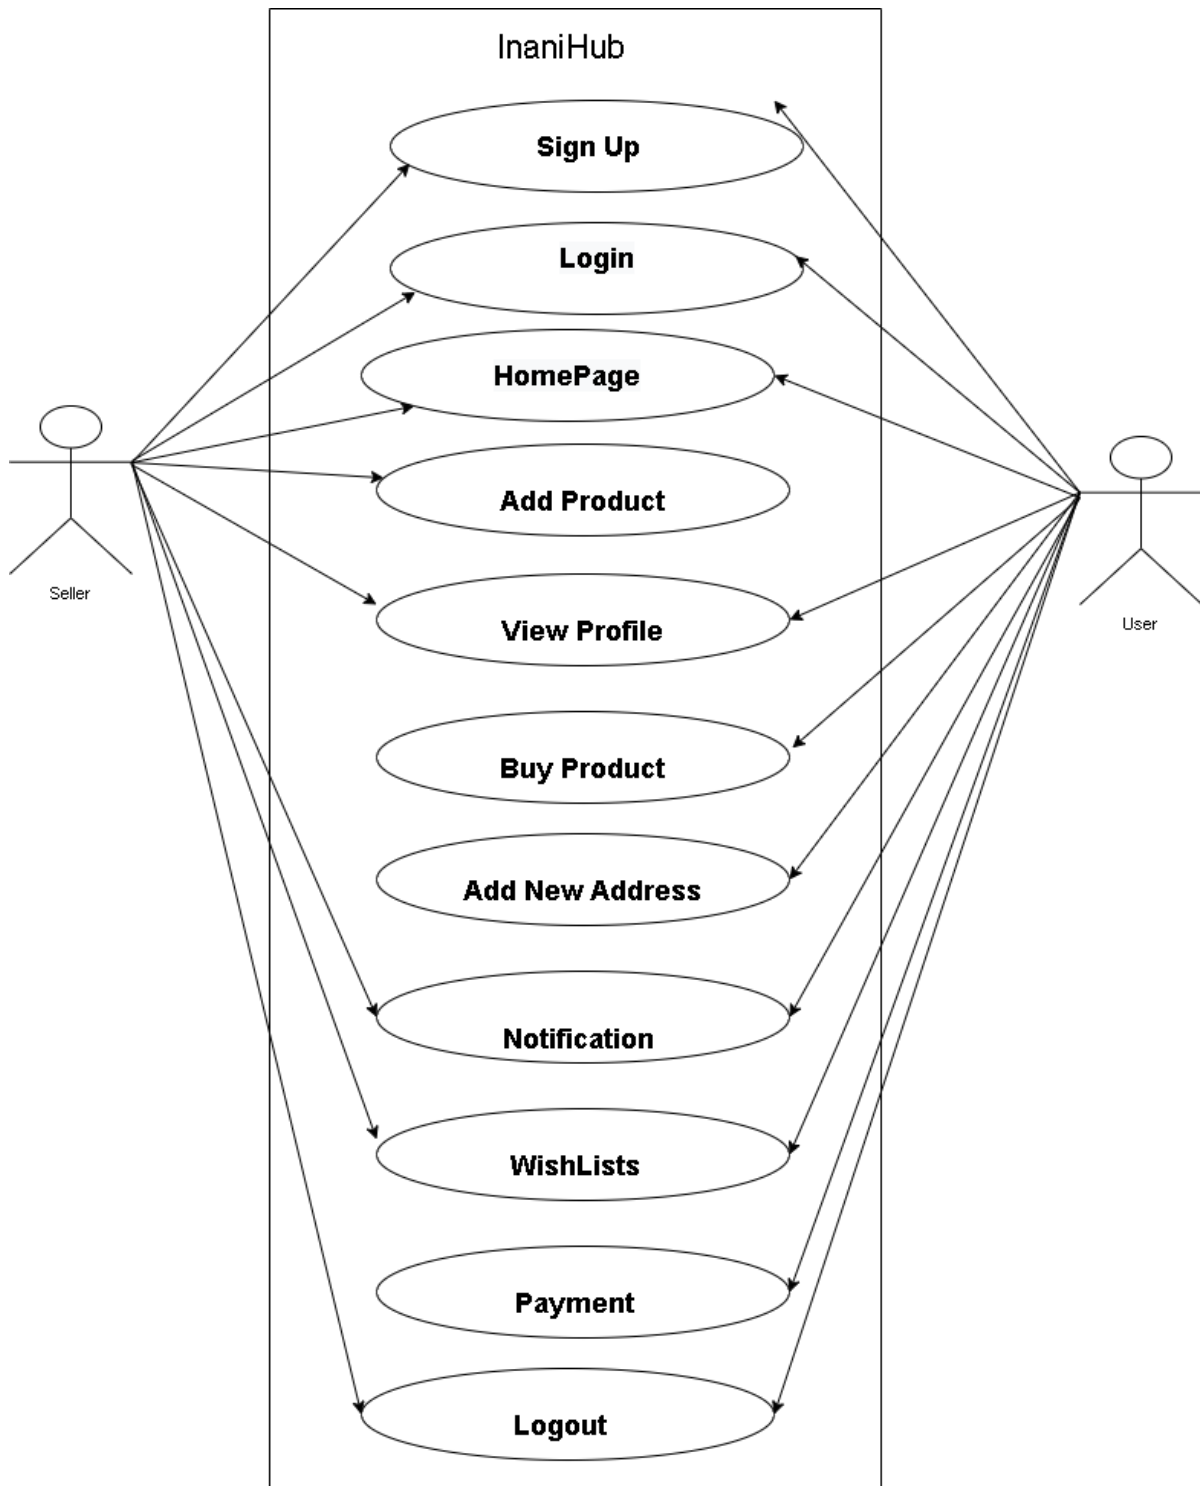 InaniHub
Sign Up
Login
HomePage
Add Product
Seller
View Profile
User
Buy Product
Add New Address
Notification
WishLists
Payment
Logout